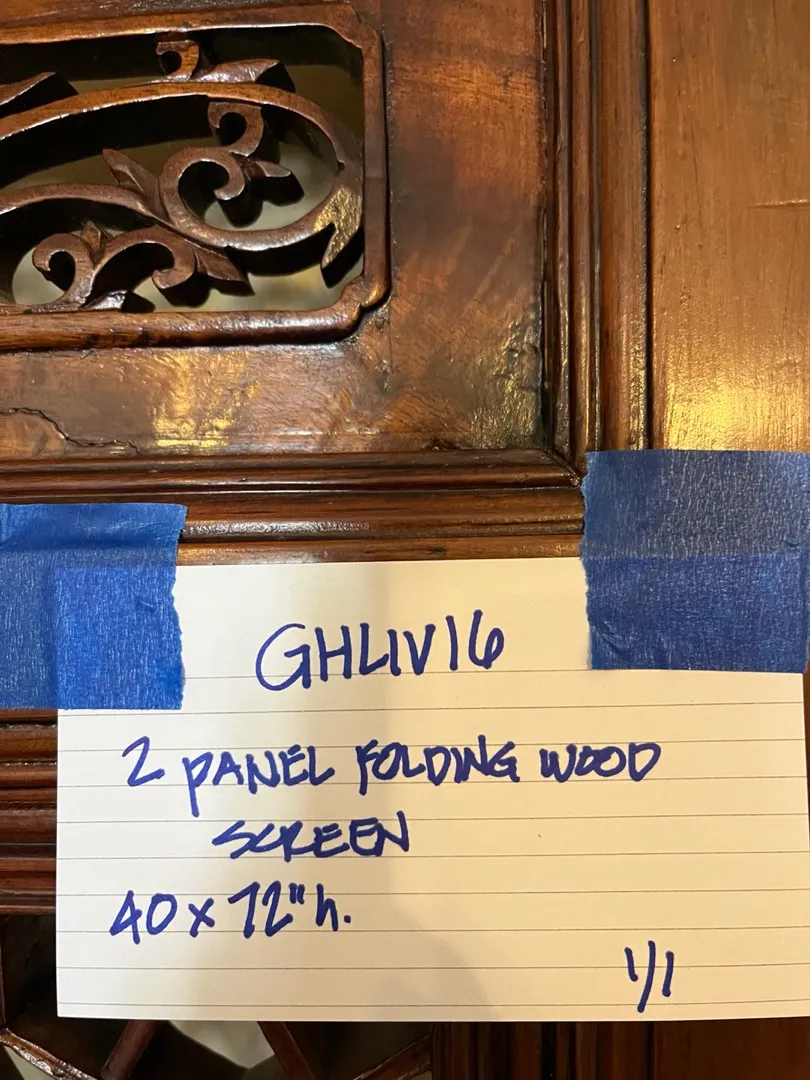 GHLIV16
2 PANEL FOLDING WOOD
SCREEN
40 x 72" h.
1/1